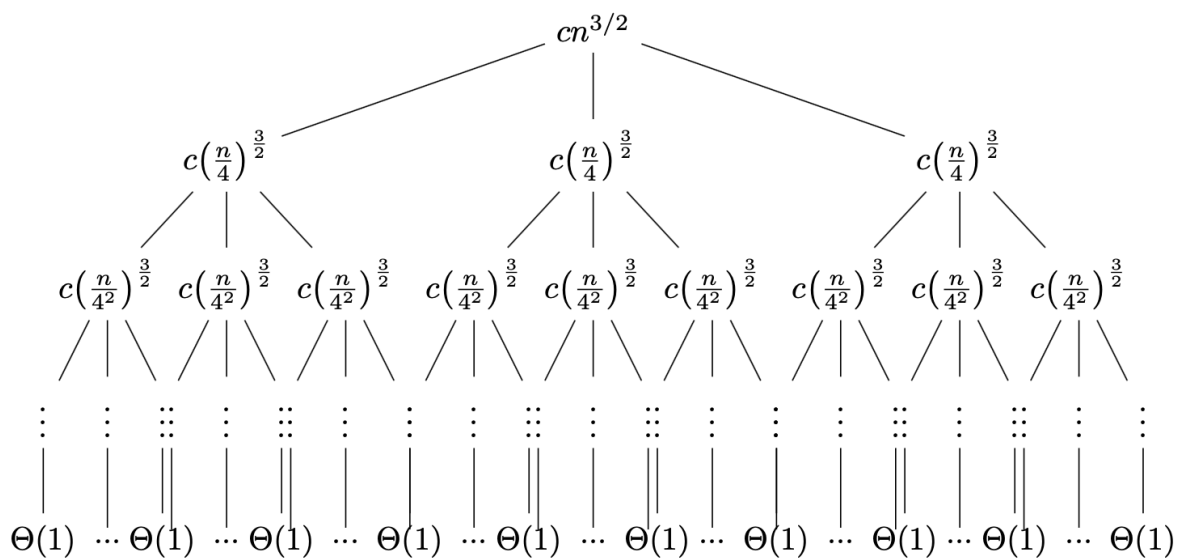 cn^{3/2}
c(n/4)^{3/2} c(n/4)^{3/2} c(n/4)^{3/2}
c(n/4^2)^{3/2} c(n/4^2)^{3/2} c(n/4^2)^{3/2} c(n/4^2)^{3/2} c(n/4^2)^{3/2} c(n/4^2)^{3/2} c(n/4^2)^{3/2} c(n/4^2)^{3/2} c(n/4^2)^{3/2}
⋮ ⋮ ⋮⋮ ⋮ ⋮⋮ ⋮ ⋮ ⋮ ⋮⋮ ⋮ ⋮⋮ ⋮ ⋮ ⋮ ⋮⋮ ⋮ ⋮⋮ ⋮ ⋮
Θ(1) ... Θ(1) ... Θ(1) ... Θ(1) ... Θ(1) ... Θ(1) ... Θ(1) ... Θ(1) ... Θ(1) ... Θ(1)